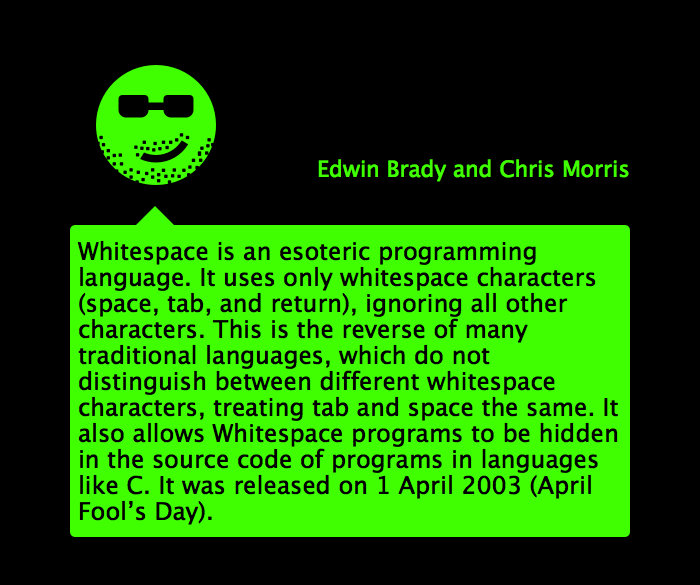 Edwin Brady and Chris Morris
Whitespace is an esoteric programming
language. It uses only whitespace characters
(space, tab, and return), ignoring all other
characters. This is the reverse of many
traditional languages, which do not
distinguish between different whitespace
characters, treating tab and space the same. It
also allows Whitespace programs to be hidden
in the source code of programs in languages
like C. It was released on 1 April 2003 (April
Fool’s Day).